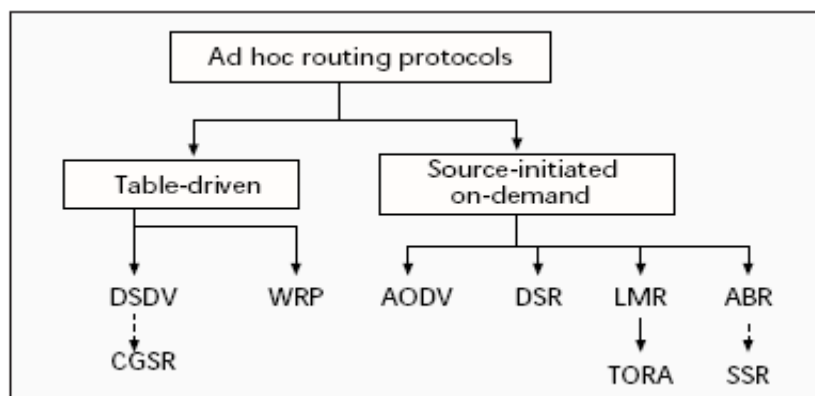 Ad hoc routing protocols
Table-driven
Source-initiated
on-demand
DSDV
WRP
AODV
DSR
LMR
ABR
CGSR
TORA
SSR